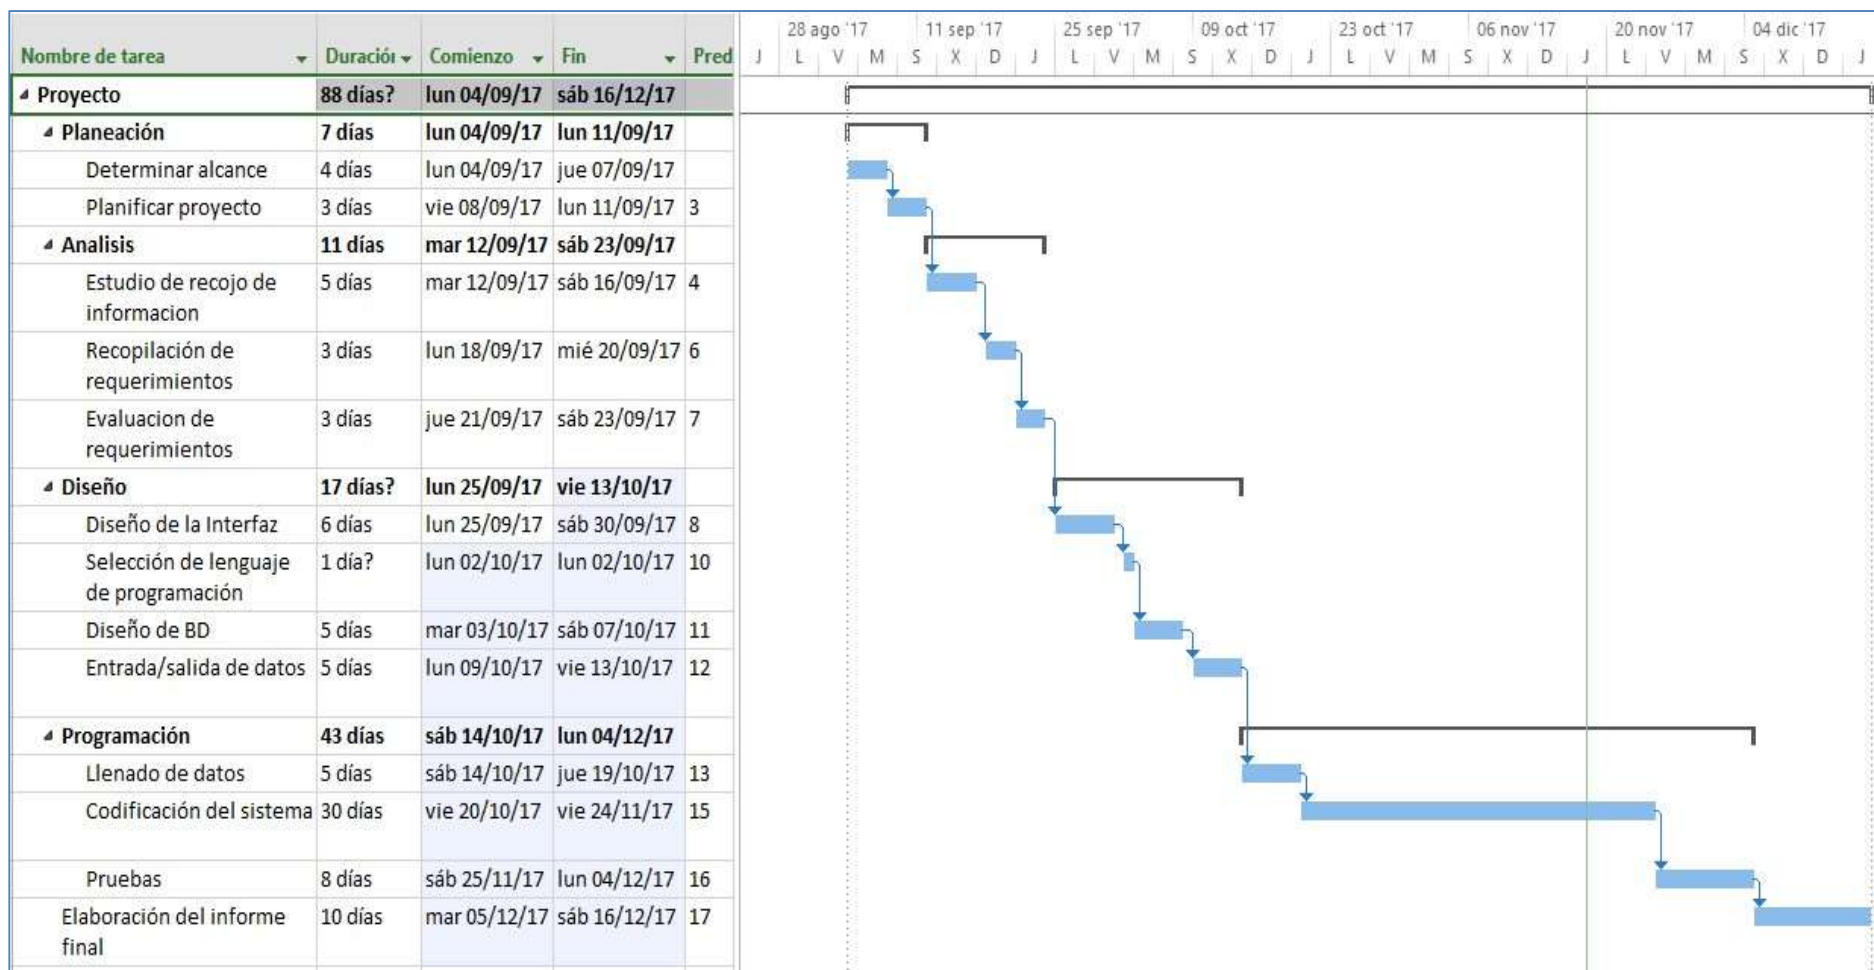 28 ago '17 11 sep '17 25 sep '17 09 oct '17 23 oct '17 06 nov '17 20 nov '17 04 dic '17
Nombre de tarea Duración Comienzo Fin Pred J L V M S X D J L V M S X D J L V M S X D J L V M S X D J
Proyecto 88 días? lun 04/09/17 sáb 16/12/17
Planeación 7 días lun 04/09/17 lun 11/09/17
Determinar alcance 4 días lun 04/09/17 jue 07/09/17
Planificar proyecto 3 días vie 08/09/17 lun 11/09/17 3
Analisis 11 días mar 12/09/17 sáb 23/09/17
Estudio de recojo de 5 días mar 12/09/17 sáb 16/09/17 4
informacion
Recopilación de 3 días lun 18/09/17 mié 20/09/17 6
requerimientos
Evaluacion de 3 días jue 21/09/17 sáb 23/09/17 7
requerimientos
Diseño 17 días? lun 25/09/17 vie 13/10/17
Diseño de la Interfaz 6 días lun 25/09/17 sáb 30/09/17 8
Selección de lenguaje 1 día? lun 02/10/17 lun 02/10/17 10
de programación
Diseño de BD 5 días mar 03/10/17 sáb 07/10/17 11
Entrada/salida de datos 5 días lun 09/10/17 vie 13/10/17 12
Programación 43 días sáb 14/10/17 lun 04/12/17
Llenado de datos 5 días sáb 14/10/17 jue 19/10/17 13
Codificación del sistema 30 días vie 20/10/17 vie 24/11/17 15
Pruebas 8 días sáb 25/11/17 lun 04/12/17 16
Elaboración del informe 10 días mar 05/12/17 sáb 16/12/17 17
final